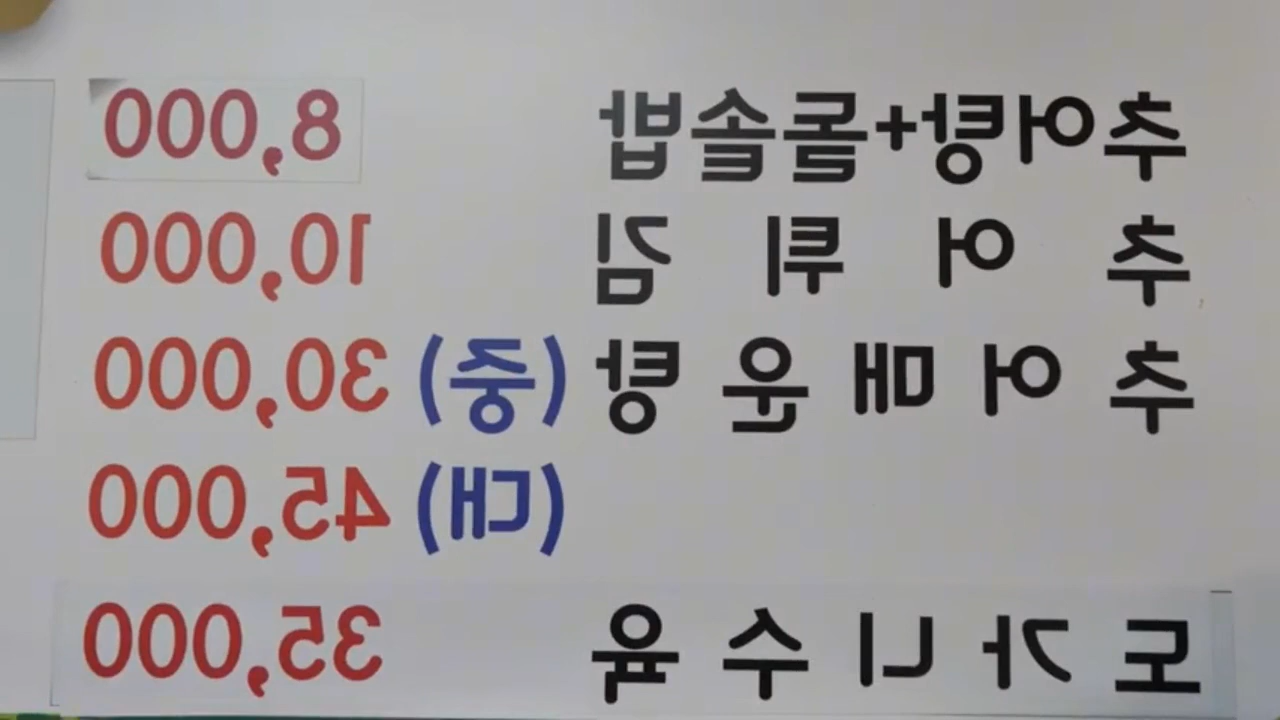 추어탕+돌솥밥 8,000
추어튀김 10,000
추어매운탕 (중) 30,000
(대) 45,000
도가니수육 35,000